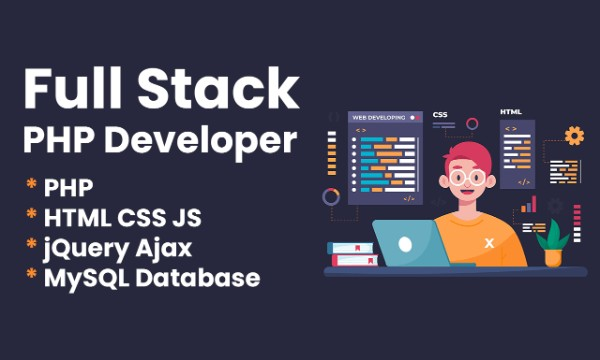 Full Stack
PHP Developer
* PHP
* HTML CSS JS
* jQuery Ajax
* MySQL Database
WEB DEVELOPING
CSS
HTML
< >
< >
</>
</>
X